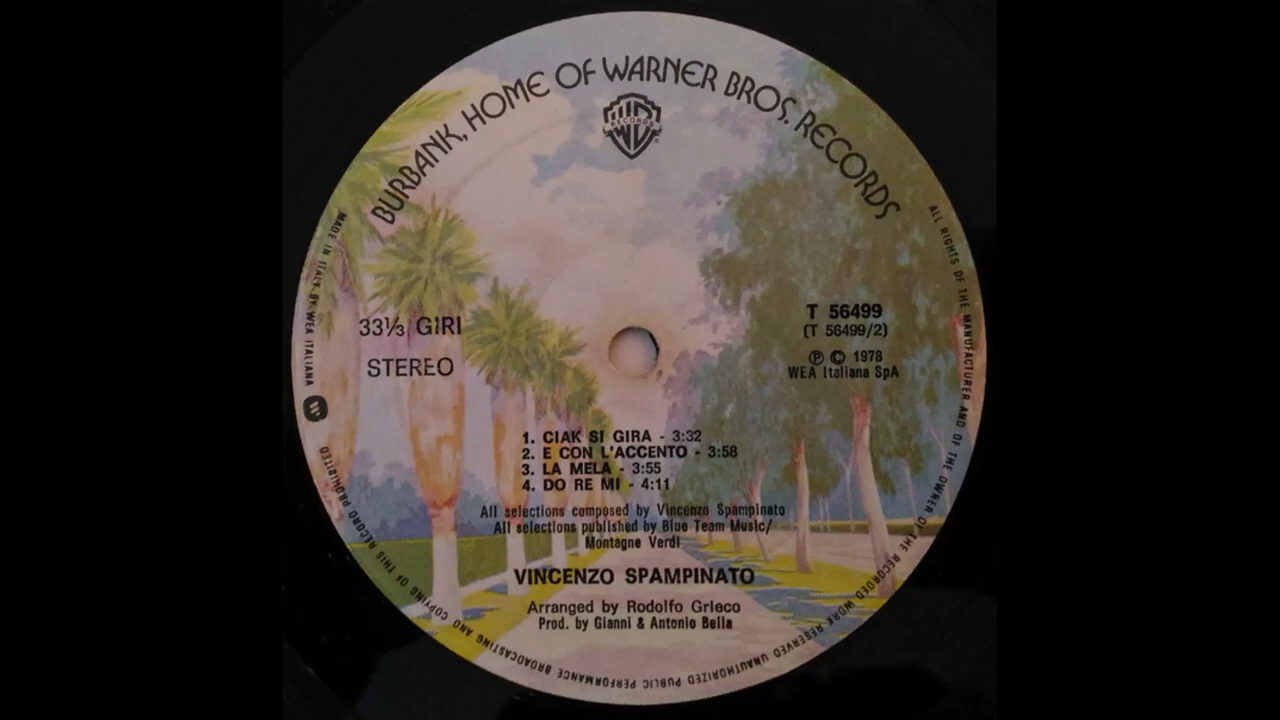 BURBANK, HOME OF WARNER BROS. RECORDS
RECORDS
MADE IN ITALY BY WEA ITALIANA
ALL RIGHTS OF THE MANUFACTURER AND OF THE OWNER OF THE RECORDED WORK RESERVED UNAUTHORIZED PUBLIC PERFORMANCE BROADCASTING AND COPYING OF THIS RECORD PROHIBITED
33⅓ GIRI
STEREO
T 56499
(T 56499/2)
℗ © 1978
WEA Italiana SpA
1. CIAK SI GIRA - 3:32
2. E CON L'ACCENTO - 3:58
3. LA MELA - 3:55
4. DO RE MI - 4:11
All selections composed by Vincenzo Spampinato
All selections published by Blue Team Music/
Montagne Verdi
VINCENZO SPAMPINATO
Arranged by Rodolfo Grieco
Prod. by Gianni & Antonio Bella